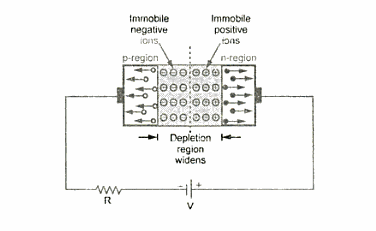 Immobile
negative
ions
Immobile
positive
ions
p-region
n-region
Depletion
region
widens
R
- +
V